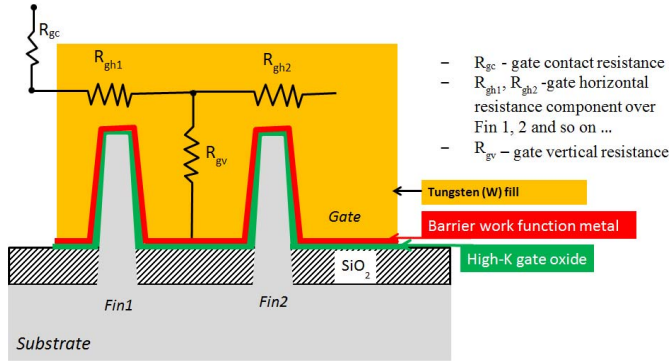 Rgc
Rgh1
Rgh2
Rgv
– Rgc - gate contact resistance
– Rgh1, Rgh2 -gate horizontal
resistance component over
Fin 1, 2 and so on ...
– Rgv – gate vertical resistance
Tungsten (W) fill
Gate
Barrier work function metal
High-K gate oxide
SiO2
Fin1
Fin2
Substrate